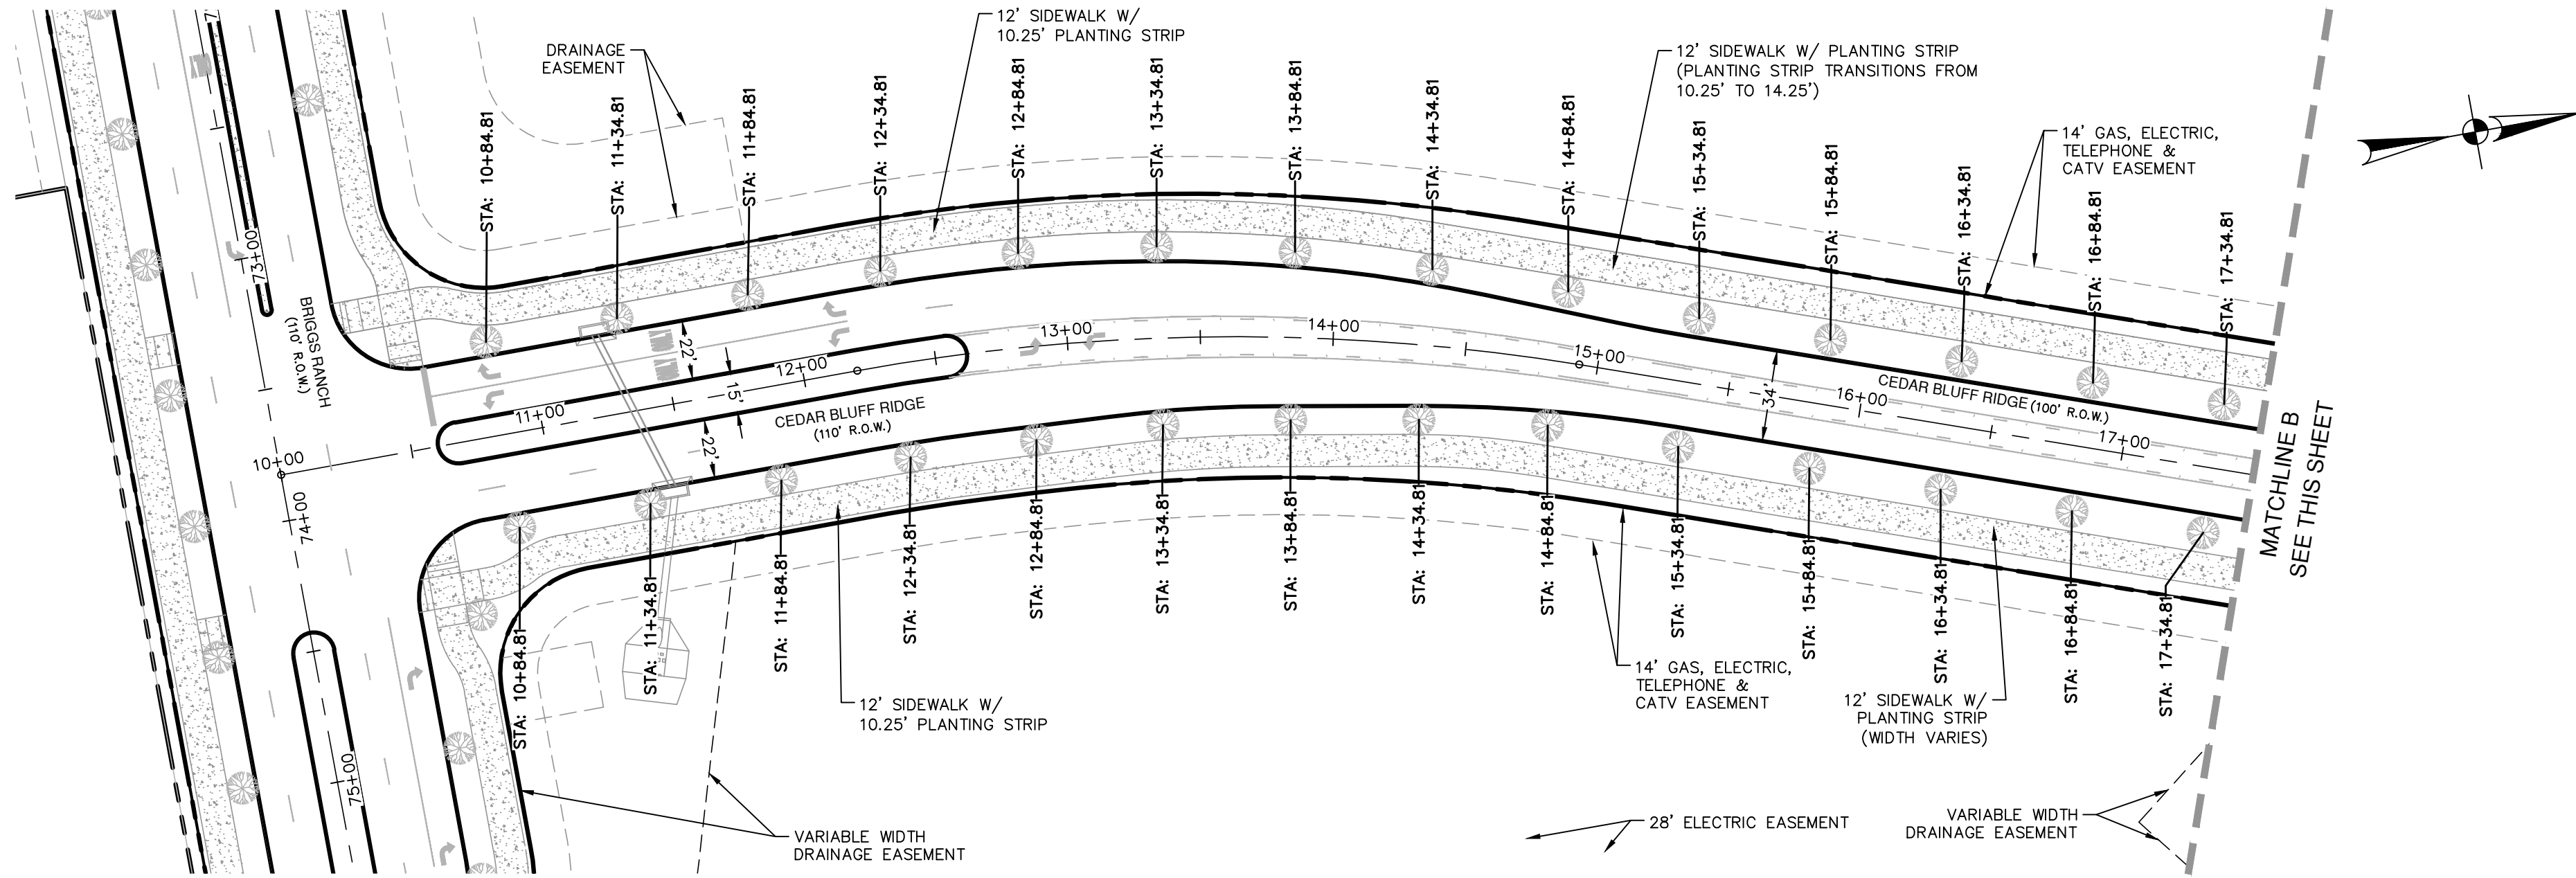 12' SIDEWALK W/
10.25' PLANTING STRIP
DRAINAGE
EASEMENT
12' SIDEWALK W/ PLANTING STRIP
(PLANTING STRIP TRANSITIONS FROM
10.25' TO 14.25')
14' GAS, ELECTRIC,
TELEPHONE &
CATV EASEMENT
STA: 10+84.81
STA: 11+34.81
STA: 11+84.81
STA: 12+34.81
STA: 12+84.81
STA: 13+34.81
STA: 13+84.81
STA: 14+34.81
STA: 14+84.81
STA: 15+34.81
STA: 15+84.81
STA: 16+34.81
STA: 16+84.81
STA: 17+34.81
73+00
BRIGGS RANCH
(110' R.O.W.)
10+00
74+00
75+00
11+00
12+00
13+00
14+00
15+00
16+00
17+00
22'
15'
22'
34'
CEDAR BLUFF RIDGE
(110' R.O.W.)
CEDAR BLUFF RIDGE (100' R.O.W.)
MATCHLINE B
SEE THIS SHEET
STA: 10+84.81
STA: 11+34.81
STA: 11+84.81
STA: 12+34.81
STA: 12+84.81
STA: 13+34.81
STA: 13+84.81
STA: 14+34.81
STA: 14+84.81
STA: 15+34.81
STA: 15+84.81
STA: 16+34.81
STA: 16+84.81
STA: 17+34.81
12' SIDEWALK W/
10.25' PLANTING STRIP
14' GAS, ELECTRIC,
TELEPHONE &
CATV EASEMENT
12' SIDEWALK W/
PLANTING STRIP
(WIDTH VARIES)
VARIABLE WIDTH
DRAINAGE EASEMENT
28' ELECTRIC EASEMENT
VARIABLE WIDTH
DRAINAGE EASEMENT